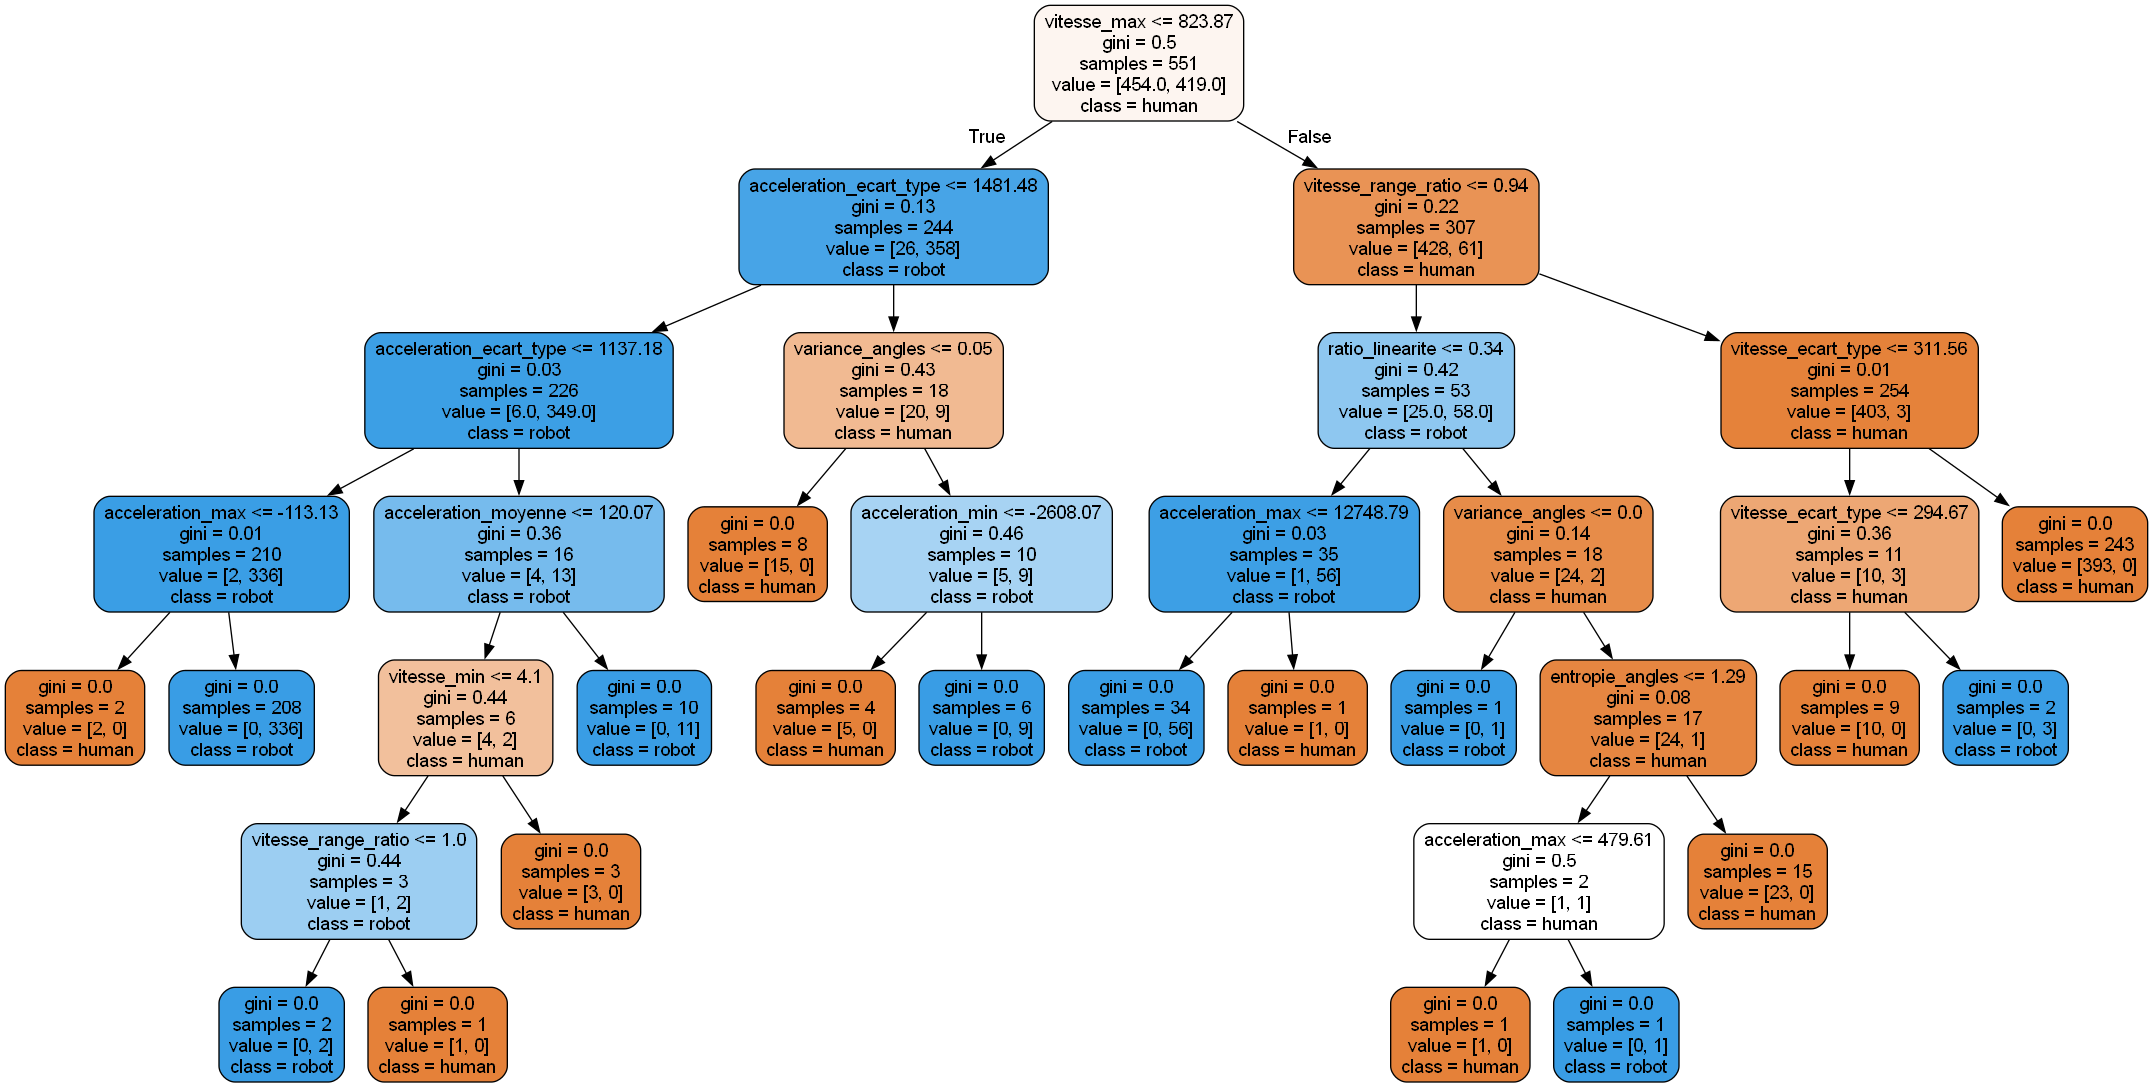 vitesse_max <= 823.87
gini = 0.5
samples = 551
value = [454.0, 419.0]
class = human
True
False
acceleration_ecart_type <= 1481.48
gini = 0.13
samples = 244
value = [26, 358]
class = robot
vitesse_range_ratio <= 0.94
gini = 0.22
samples = 307
value = [428, 61]
class = human
acceleration_ecart_type <= 1137.18
gini = 0.03
samples = 226
value = [6.0, 349.0]
class = robot
variance_angles <= 0.05
gini = 0.43
samples = 18
value = [20, 9]
class = human
ratio_linearite <= 0.34
gini = 0.42
samples = 53
value = [25.0, 58.0]
class = robot
vitesse_ecart_type <= 311.56
gini = 0.01
samples = 254
value = [403, 3]
class = human
acceleration_max <= -113.13
gini = 0.01
samples = 210
value = [2, 336]
class = robot
acceleration_moyenne <= 120.07
gini = 0.36
samples = 16
value = [4, 13]
class = robot
gini = 0.0
samples = 8
value = [15, 0]
class = human
acceleration_min <= -2608.07
gini = 0.46
samples = 10
value = [5, 9]
class = robot
acceleration_max <= 12748.79
gini = 0.03
samples = 35
value = [1, 56]
class = robot
variance_angles <= 0.0
gini = 0.14
samples = 18
value = [24, 2]
class = human
vitesse_ecart_type <= 294.67
gini = 0.36
samples = 11
value = [10, 3]
class = human
gini = 0.0
samples = 243
value = [393, 0]
class = human
gini = 0.0
samples = 2
value = [2, 0]
class = human
gini = 0.0
samples = 208
value = [0, 336]
class = robot
vitesse_min <= 4.1
gini = 0.44
samples = 6
value = [4, 2]
class = human
gini = 0.0
samples = 10
value = [0, 11]
class = robot
gini = 0.0
samples = 4
value = [5, 0]
class = human
gini = 0.0
samples = 6
value = [0, 9]
class = robot
gini = 0.0
samples = 34
value = [0, 56]
class = robot
gini = 0.0
samples = 1
value = [1, 0]
class = human
gini = 0.0
samples = 1
value = [0, 1]
class = robot
entropie_angles <= 1.29
gini = 0.08
samples = 17
value = [24, 1]
class = human
gini = 0.0
samples = 9
value = [10, 0]
class = human
gini = 0.0
samples = 2
value = [0, 3]
class = robot
vitesse_range_ratio <= 1.0
gini = 0.44
samples = 3
value = [1, 2]
class = robot
gini = 0.0
samples = 3
value = [3, 0]
class = human
acceleration_max <= 479.61
gini = 0.5
samples = 2
value = [1, 1]
class = human
gini = 0.0
samples = 15
value = [23, 0]
class = human
gini = 0.0
samples = 2
value = [0, 2]
class = robot
gini = 0.0
samples = 1
value = [1, 0]
class = human
gini = 0.0
samples = 1
value = [1, 0]
class = human
gini = 0.0
samples = 1
value = [0, 1]
class = robot